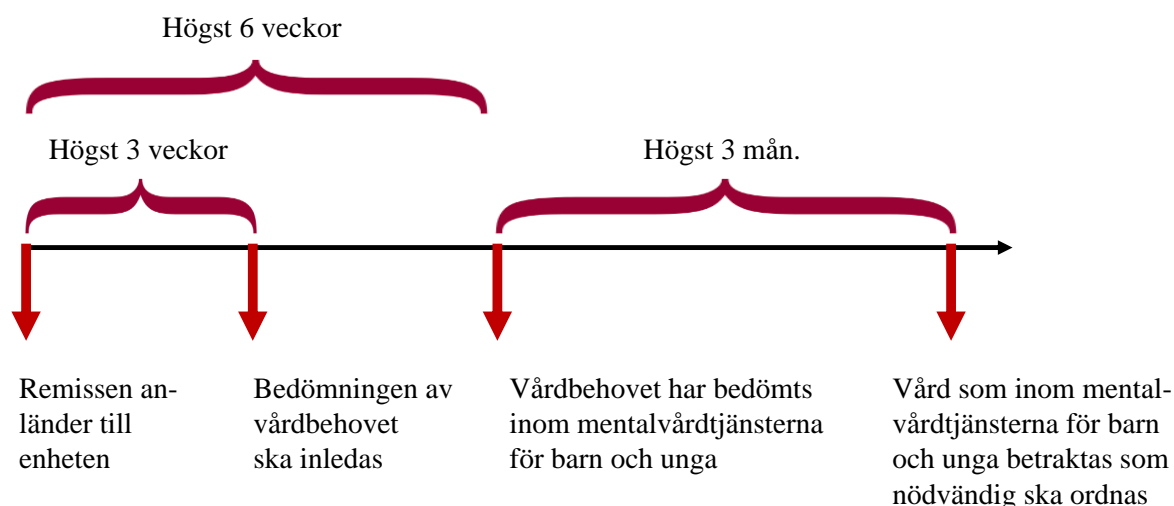 Högst 6 veckor
Högst 3 veckor
Högst 3 mån.
Remissen an-
länder till
enheten
Bedömningen av
vårdbehovet
ska inledas
Vårdbehovet har bedömts
inom mentalvårdtjänsterna
för barn och unga
Vård som inom mental-
vårdtjänsterna för barn
och unga betraktas som
nödvändig ska ordnas